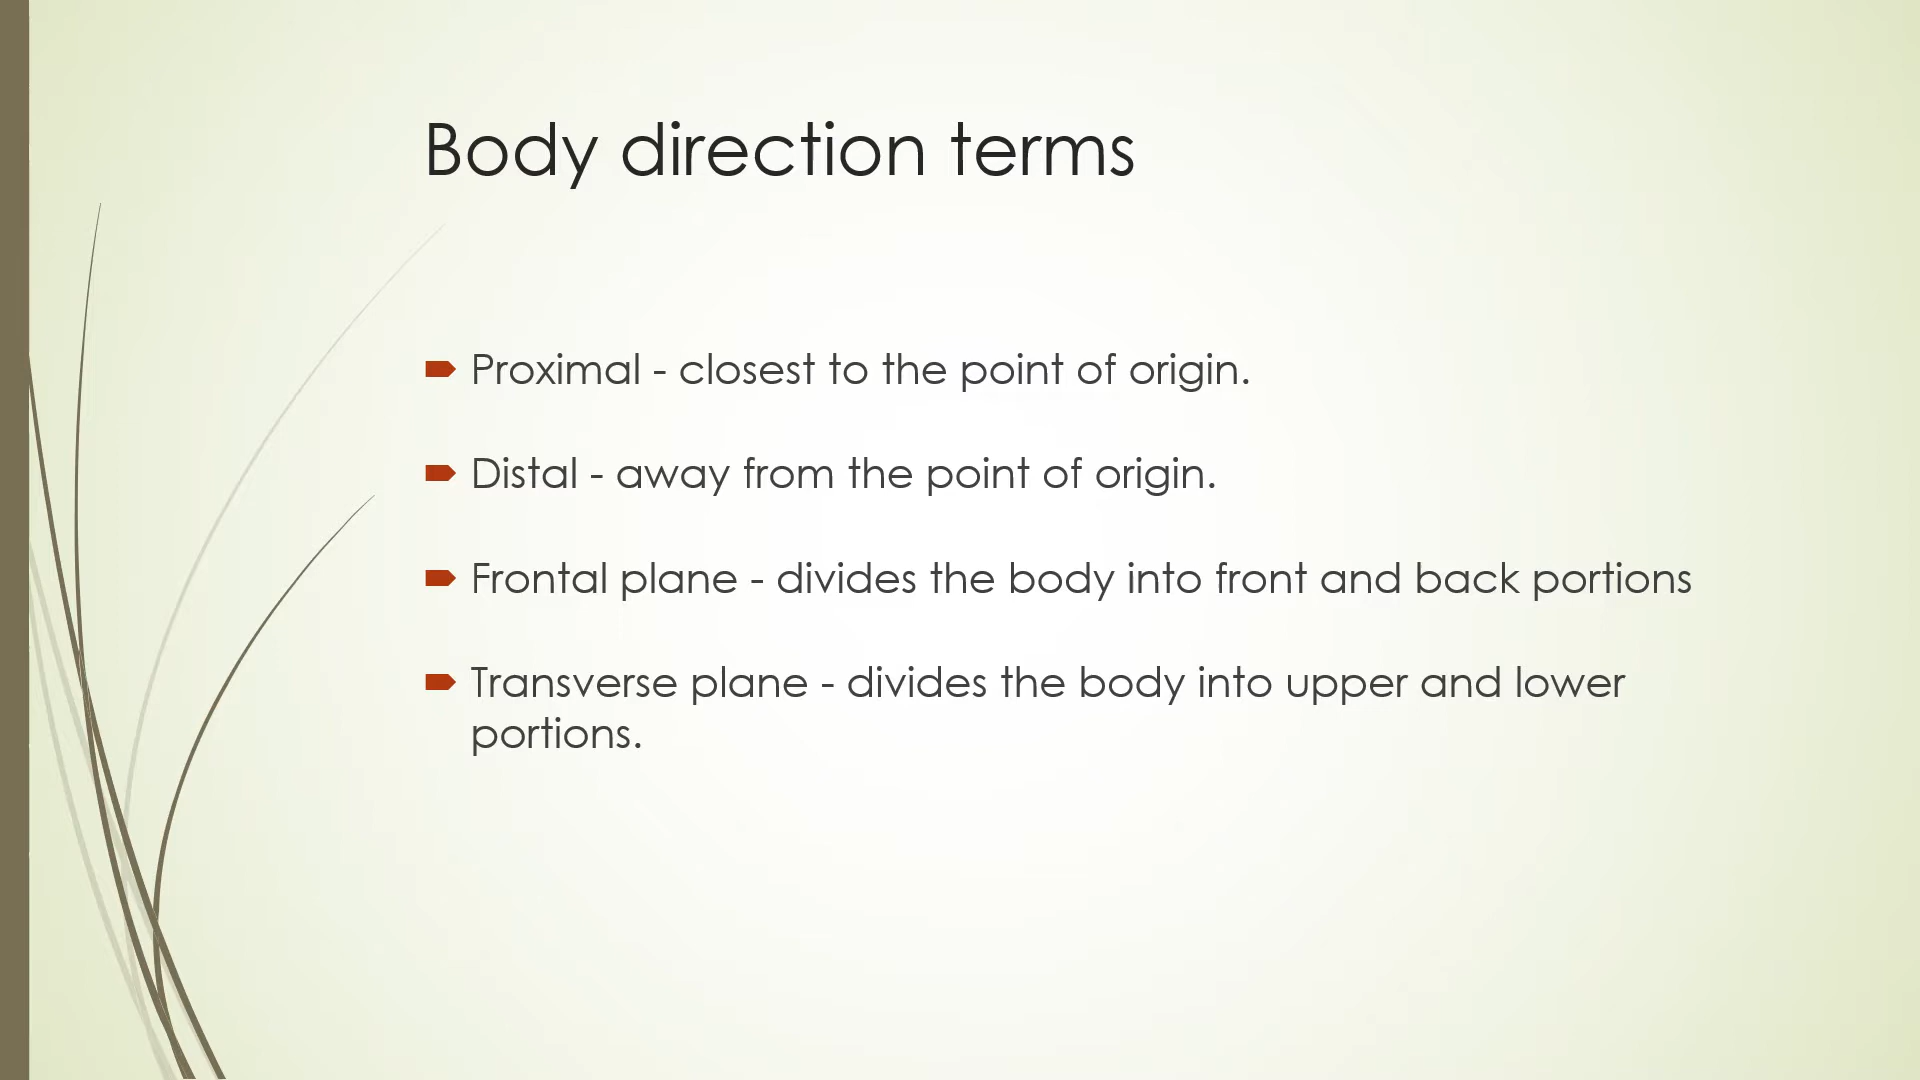 Body direction terms
Proximal - closest to the point of origin.
Distal - away from the point of origin.
Frontal plane - divides the body into front and back portions
Transverse plane - divides the body into upper and lower
portions.